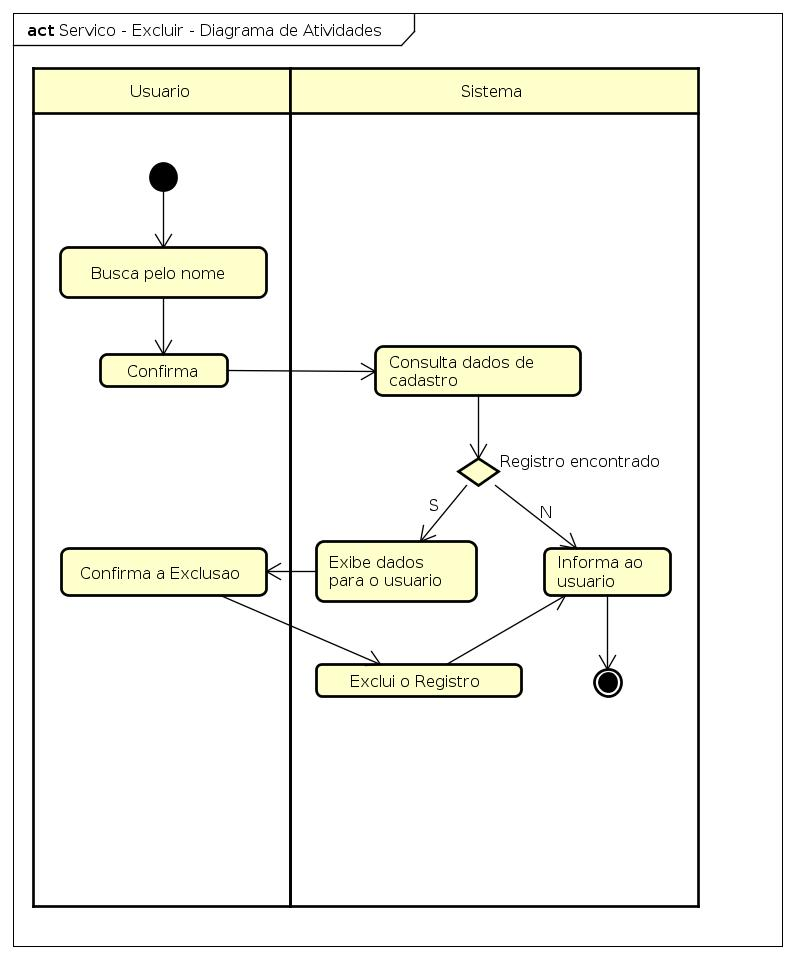 act Servico - Excluir - Diagrama de Atividades
Usuario
Sistema
Busca pelo nome
Confirma
Consulta dados de
cadastro
Registro encontrado
S
N
Exibe dados
para o usuario
Informa ao
usuario
Confirma a Exclusao
Exclui o Registro